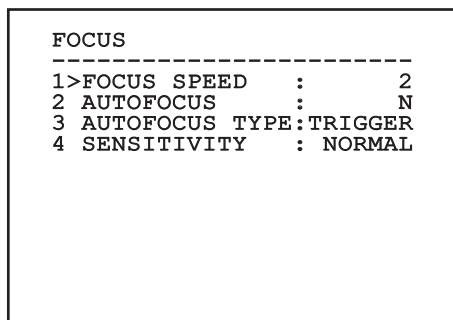 FOCUS
------------------------
1>FOCUS SPEED   :      2
2 AUTOFOCUS     :      N
3 AUTOFOCUS TYPE:TRIGGER
4 SENSITIVITY   : NORMAL